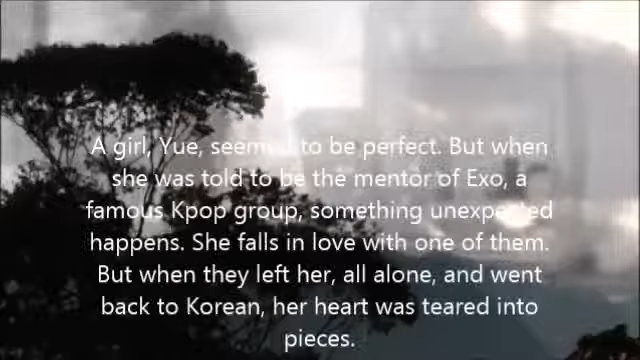 A girl, Yue, seemed to be perfect. But when
she was told to be the mentor of Exo, a
famous Kpop group, something unexpected
happens. She falls in love with one of them.
But when they left her, all alone, and went
back to Korean, her heart was teared into
pieces.